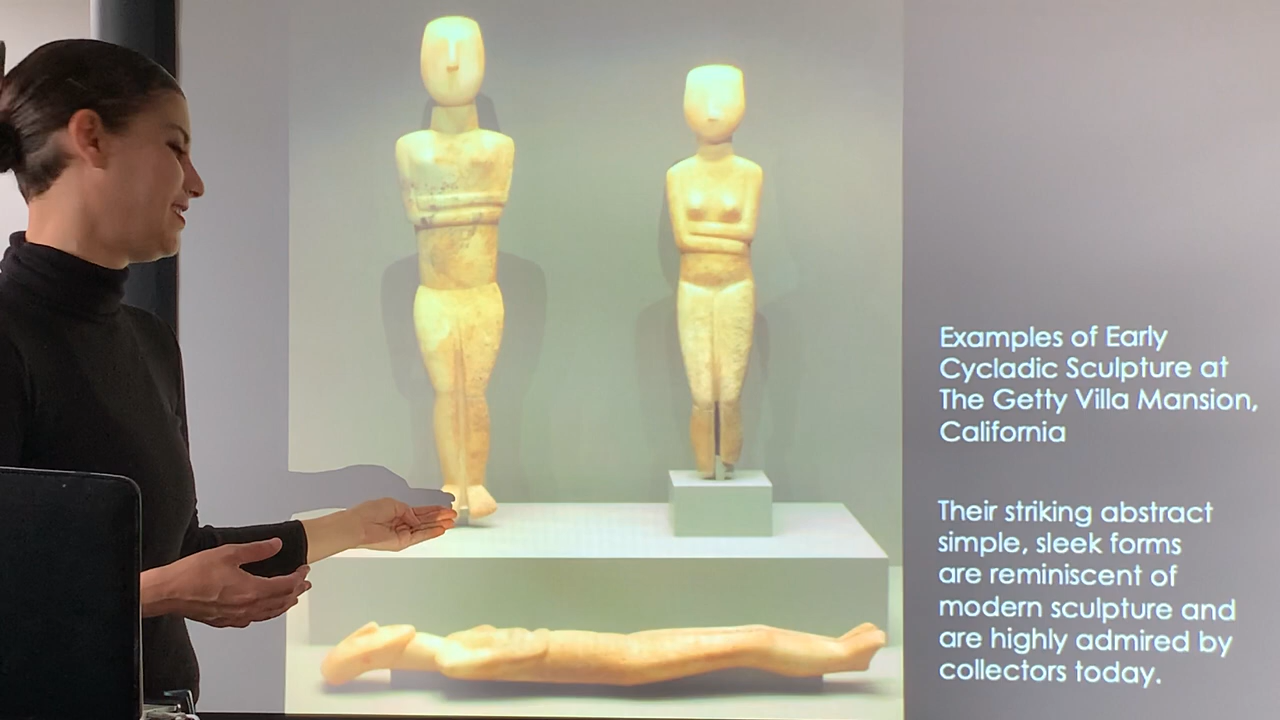 Examples of Early
Cycladic Sculpture at
The Getty Villa Mansion,
California
Their striking abstract
simple, sleek forms
are reminiscent of
modern sculpture and
are highly admired by
collectors today.